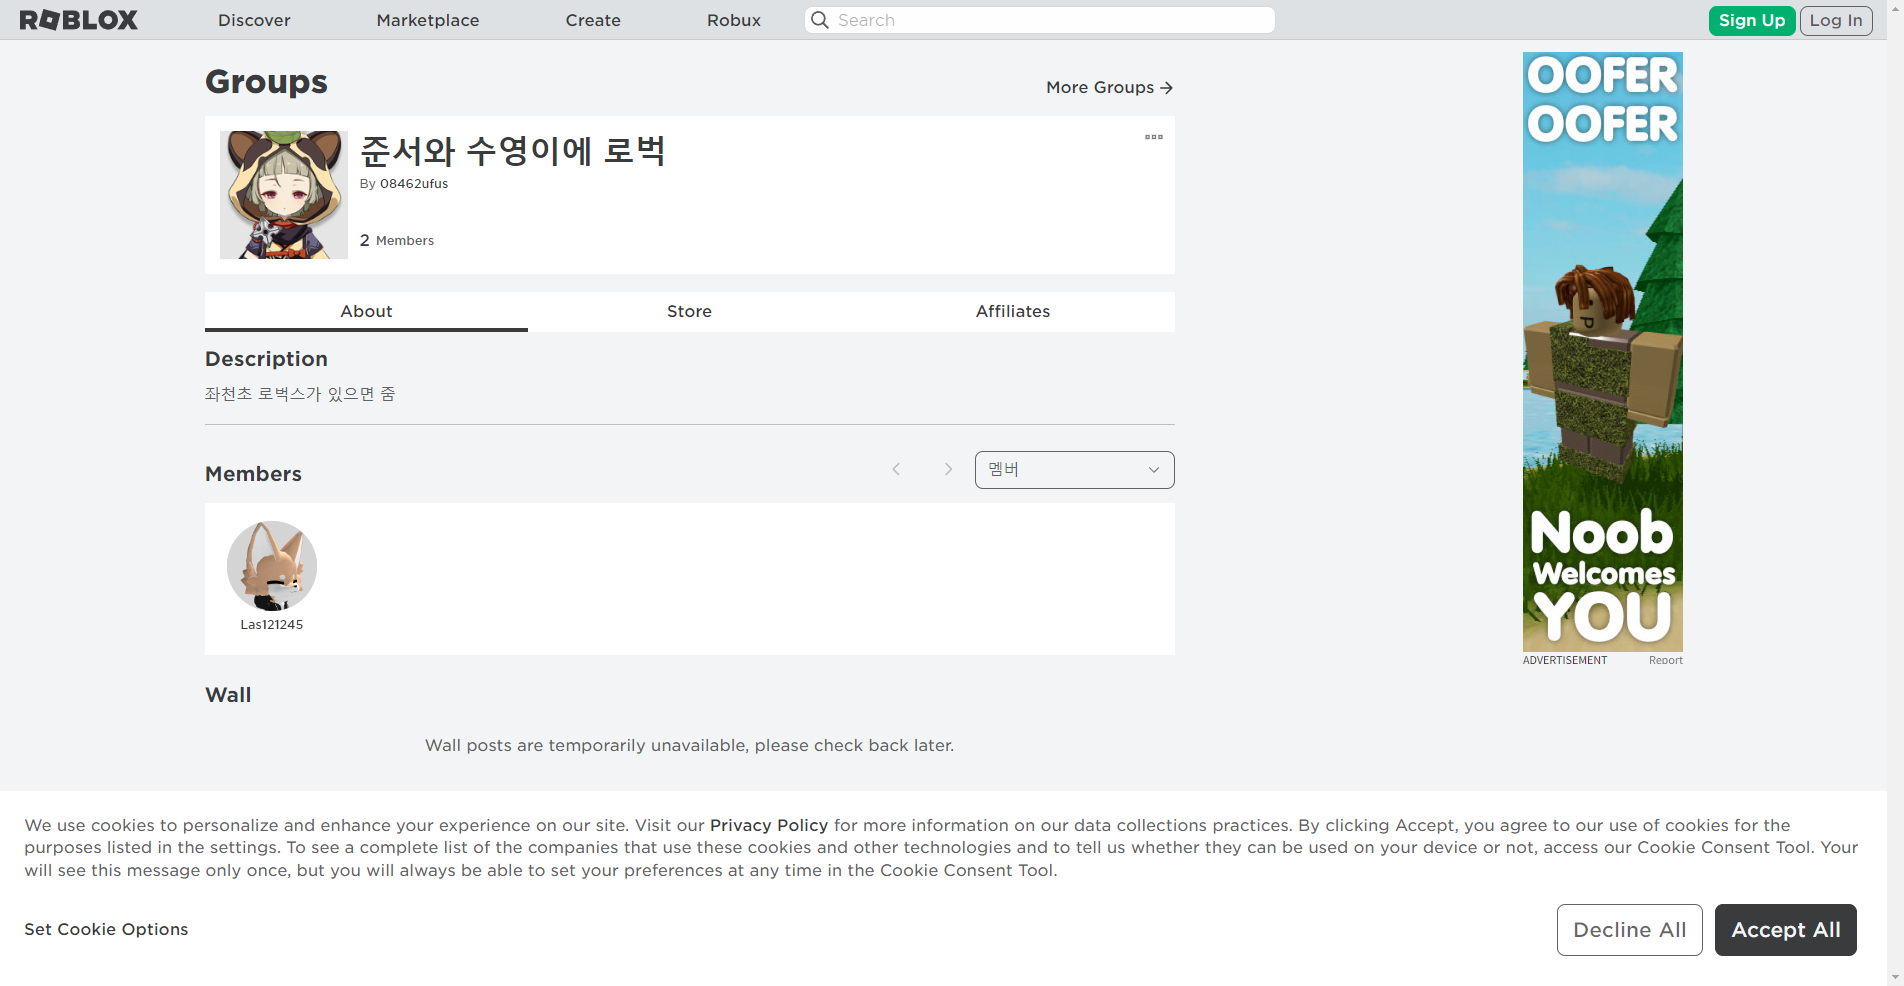 ROBLOX
Discover
Marketplace
Create
Robux
Search
Sign Up
Log In
Groups
More Groups
준서와 수영이에 로벅
By 08462ufus
2 Members
About
Store
Affiliates
Description
좌천초 로벅스가 있으면 줌
Members
멤버
Las121245
Wall
Wall posts are temporarily unavailable, please check back later.
OOFER
OOFER
Noob
Welcomes
YOU
ADVERTISEMENT
Report
We use cookies to personalize and enhance your experience on our site. Visit our Privacy Policy for more information on our data collections practices. By clicking Accept, you agree to our use of cookies for the
purposes listed in the settings. To see a complete list of the companies that use these cookies and other technologies and to tell us whether they can be used on your device or not, access our Cookie Consent Tool. Your
will see this message only once, but you will always be able to set your preferences at any time in the Cookie Consent Tool.
Set Cookie Options
Decline All
Accept All